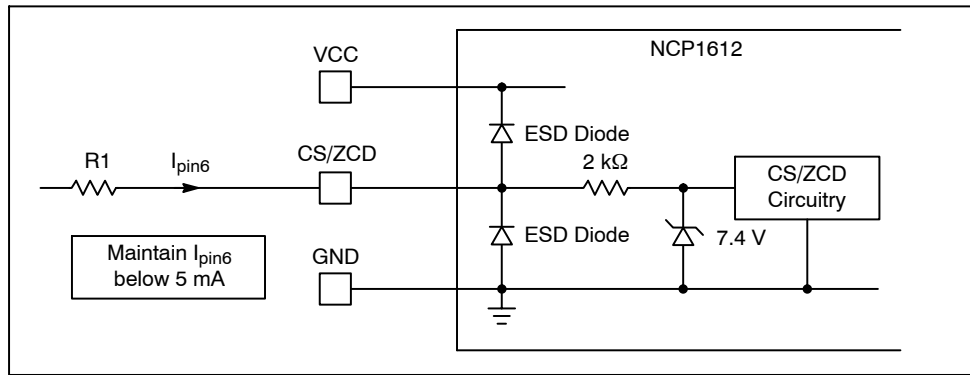 NCP1612
VCC
ESD Diode
R1
Ipin6
CS/ZCD
2 kΩ
CS/ZCD
Circuitry
ESD Diode
7.4 V
Maintain Ipin6
below 5 mA
GND